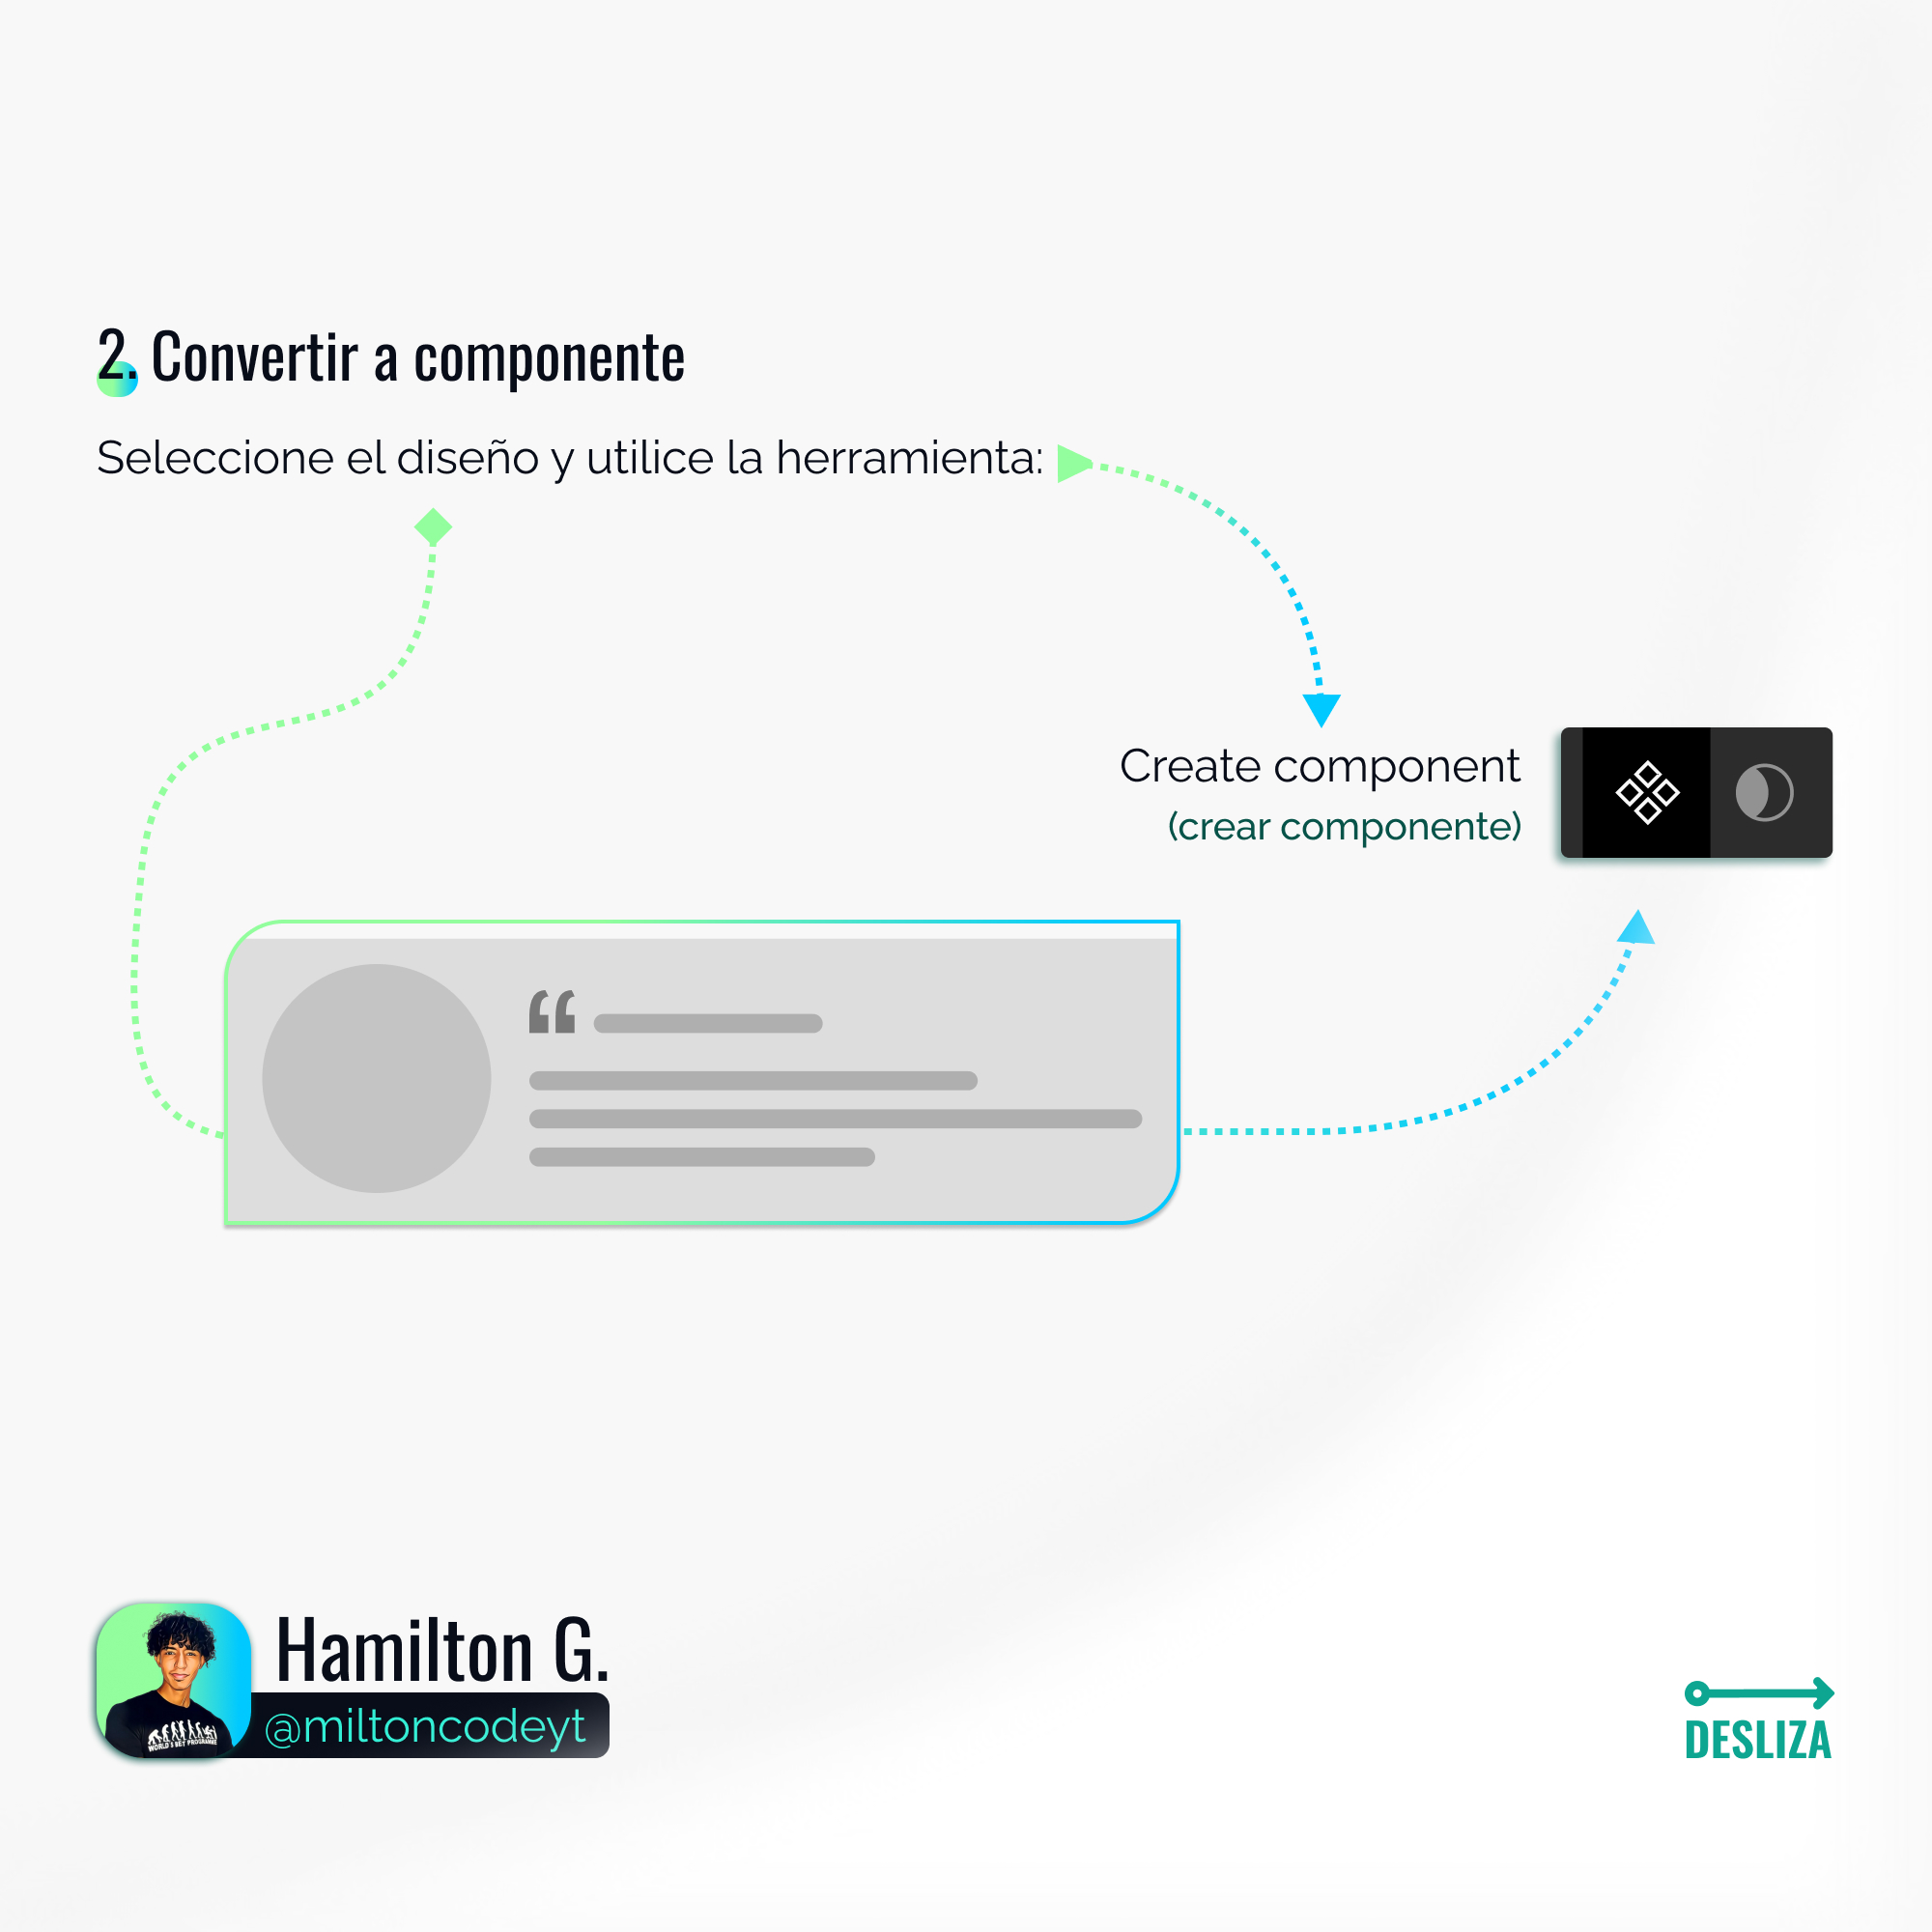 2. Convertir a componente
Seleccione el diseño y utilice la herramienta:
Create component
(crear componente)
“
Hamilton G.
@miltoncodeyt
DESLIZA